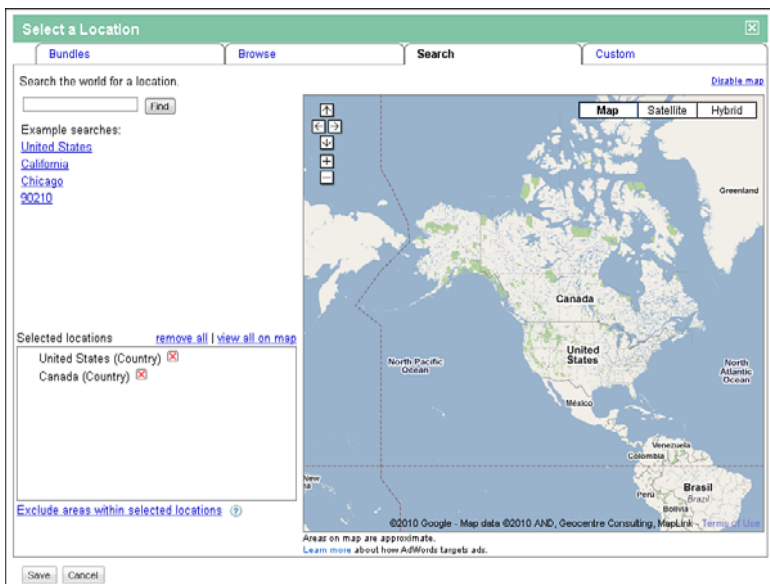 Select a Location
Bundles
Browse
Search
Custom
Search the world for a location.
Disable map
Find
Example searches:
United States
California
Chicago
90210
Map
Satellite
Hybrid
Greenland
Canada
United
States
North Pacific
Ocean
North
Atlantic
Ocean
México
Venezuela
Colombia
Brasil
Brazil
Peru
Bolivia
New
ea
©2010 Google - Map data ©2010 AND, Geocentre Consulting, MapLink - Terms of Use
Selected locations
remove all | view all on map
United States (Country)
Canada (Country)
Exclude areas within selected locations
Areas on map are approximate.
Learn more about how AdWords targets ads.
Save
Cancel